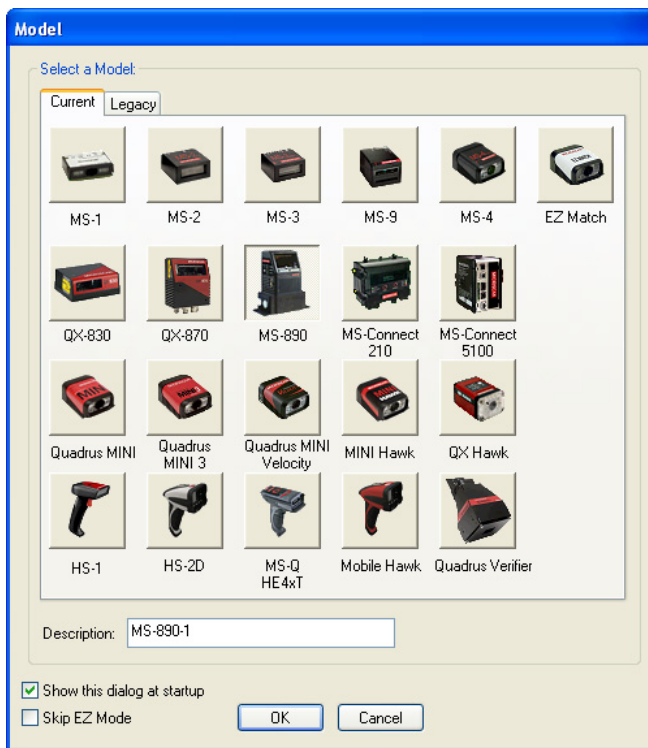 Model
Select a Model:
Current Legacy
MS-1 MS-2 MS-3 MS-9 MS-4 EZ Match
QX-830 QX-870 MS-890 MS-Connect 210 MS-Connect 5100
Quadrus MINI Quadrus MINI 3 Quadrus MINI Velocity MINI Hawk QX Hawk
HS-1 HS-2D MS-Q HE4xT Mobile Hawk Quadrus Verifier
Description: MS-890-1
Show this dialog at startup
Skip EZ Mode OK Cancel